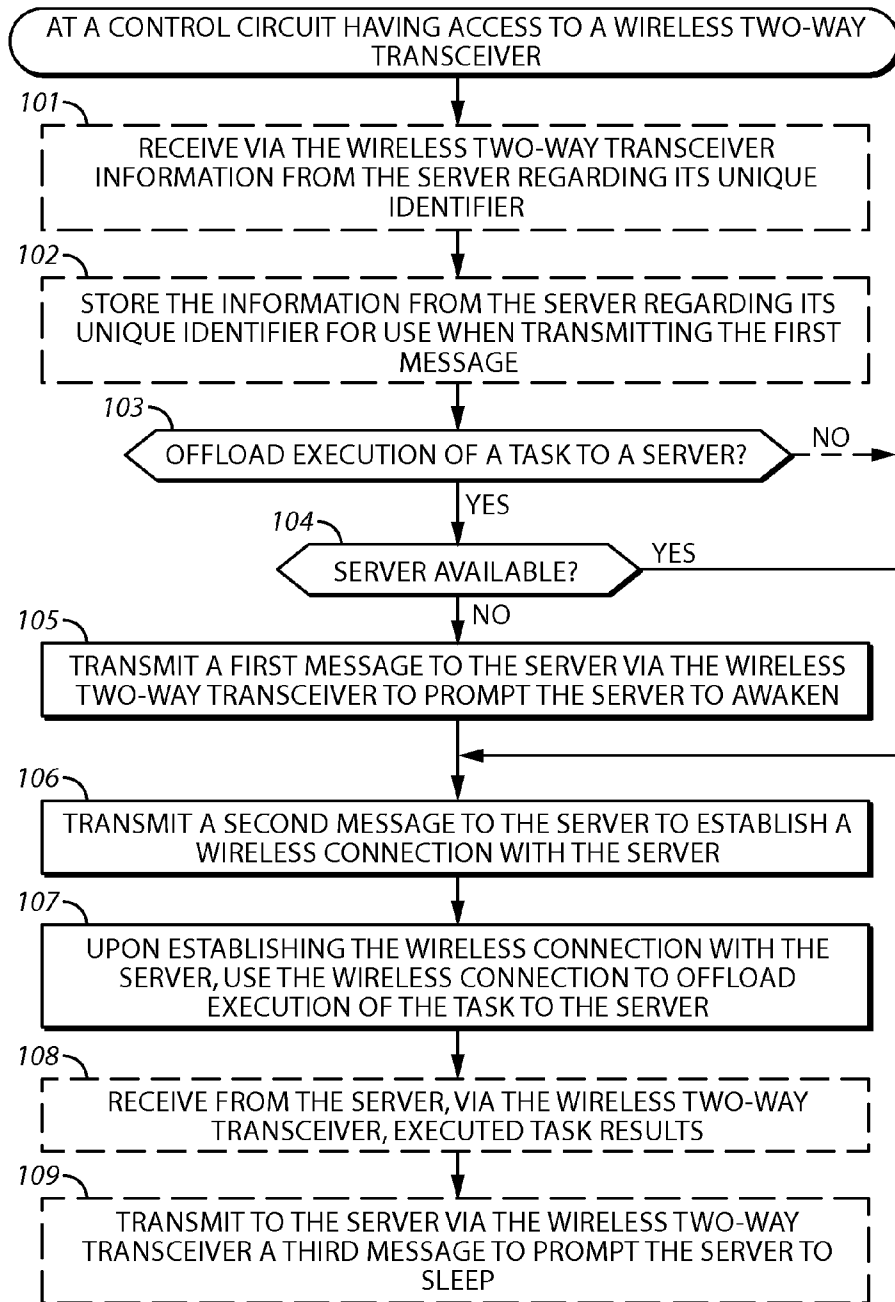 AT A CONTROL CIRCUIT HAVING ACCESS TO A WIRELESS TWO-WAY
TRANSCEIVER
101
RECEIVE VIA THE WIRELESS TWO-WAY TRANSCEIVER
INFORMATION FROM THE SERVER REGARDING ITS UNIQUE
IDENTIFIER
102
STORE THE INFORMATION FROM THE SERVER REGARDING ITS
UNIQUE IDENTIFIER FOR USE WHEN TRANSMITTING THE FIRST
MESSAGE
103
OFFLOAD EXECUTION OF A TASK TO A SERVER?
NO
YES
104
SERVER AVAILABLE?
YES
NO
105
TRANSMIT A FIRST MESSAGE TO THE SERVER VIA THE WIRELESS
TWO-WAY TRANSCEIVER TO PROMPT THE SERVER TO AWAKEN
106
TRANSMIT A SECOND MESSAGE TO THE SERVER TO ESTABLISH A
WIRELESS CONNECTION WITH THE SERVER
107
UPON ESTABLISHING THE WIRELESS CONNECTION WITH THE
SERVER, USE THE WIRELESS CONNECTION TO OFFLOAD
EXECUTION OF THE TASK TO THE SERVER
108
RECEIVE FROM THE SERVER, VIA THE WIRELESS TWO-WAY
TRANSCEIVER, EXECUTED TASK RESULTS
109
TRANSMIT TO THE SERVER VIA THE WIRELESS TWO-WAY
TRANSCEIVER A THIRD MESSAGE TO PROMPT THE SERVER TO
SLEEP